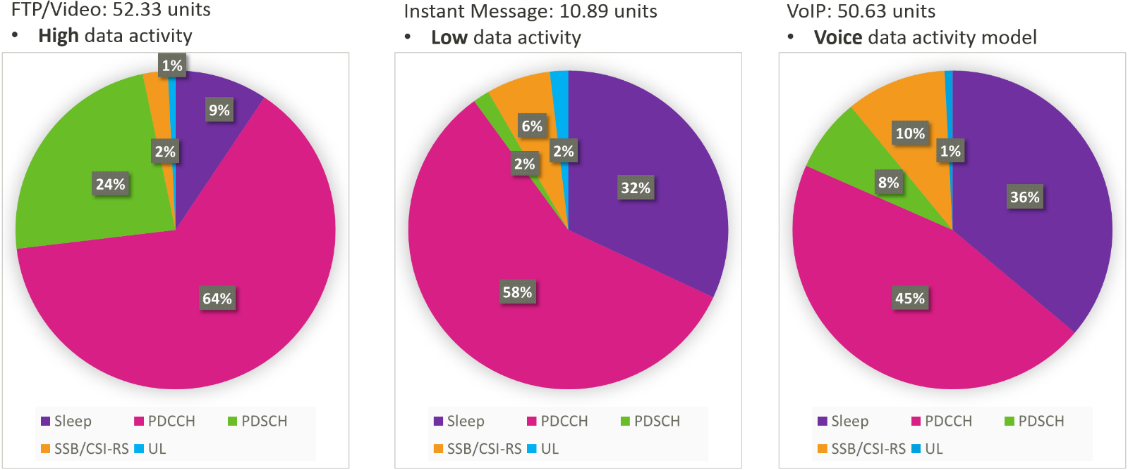 FTP/Video: 52.33 units
• High data activity
1%
9%
2%
24%
64%
Sleep PDCCH PDSCH
SSB/CSI-RS UL
Instant Message: 10.89 units
• Low data activity
6%
2%
2%
32%
58%
Sleep PDCCH PDSCH
SSB/CSI-RS UL
VoIP: 50.63 units
• Voice data activity model
10%
1%
8%
36%
45%
Sleep PDCCH PDSCH
SSB/CSI-RS UL